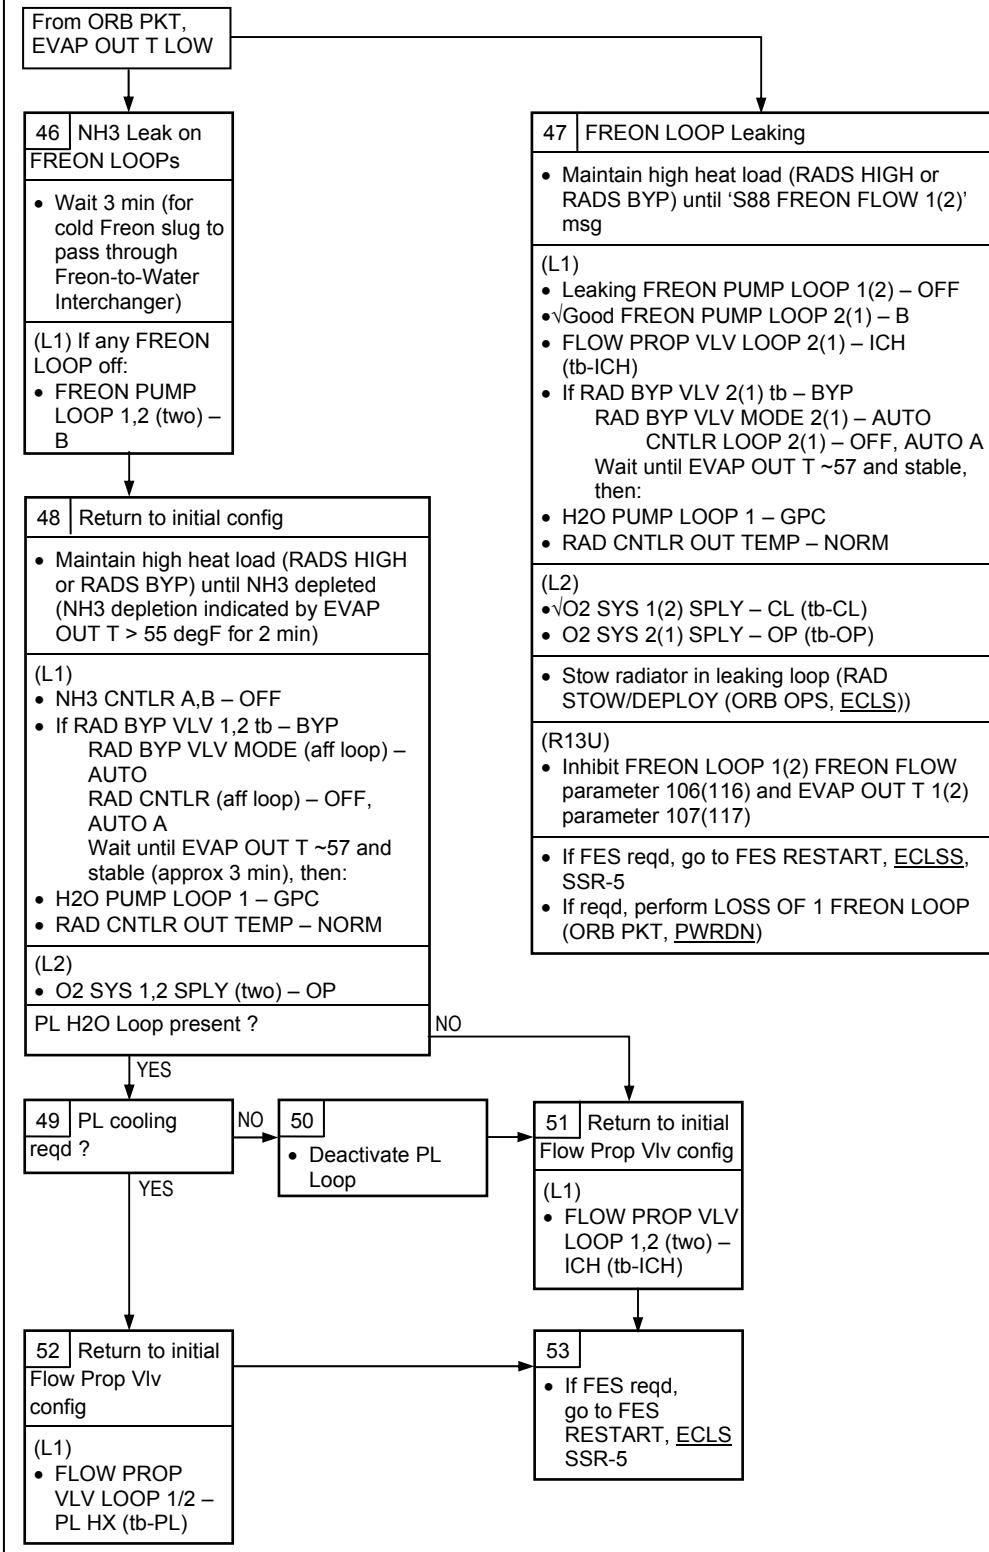 From ORB PKT,
EVAP OUT T LOW
46 NH3 Leak on
FREON LOOPs
• Wait 3 min (for
cold Freon slug to
pass through
Freon-to-Water
Interchanger)
(L1) If any FREON
LOOP off:
• FREON PUMP
LOOP 1,2 (two) –
B
47 FREON LOOP Leaking
• Maintain high heat load (RADS HIGH or
RADS BYP) until ‘S88 FREON FLOW 1(2)’
msg
(L1)
• Leaking FREON PUMP LOOP 1(2) – OFF
•√Good FREON PUMP LOOP 2(1) – B
• FLOW PROP VLV LOOP 2(1) – ICH
(tb-ICH)
• If RAD BYP VLV 2(1) tb – BYP
RAD BYP VLV MODE 2(1) – AUTO
CNTLR LOOP 2(1) – OFF, AUTO A
Wait until EVAP OUT T ~57 and stable,
then:
• H2O PUMP LOOP 1 – GPC
• RAD CNTLR OUT TEMP – NORM
(L2)
•√O2 SYS 1(2) SPLY – CL (tb-CL)
• O2 SYS 2(1) SPLY – OP (tb-OP)
• Stow radiator in leaking loop (RAD
STOW/DEPLOY (ORB OPS, ECLS))
(R13U)
• Inhibit FREON LOOP 1(2) FREON FLOW
parameter 106(116) and EVAP OUT T 1(2)
parameter 107(117)
• If FES reqd, go to FES RESTART, ECLSS,
SSR-5
• If reqd, perform LOSS OF 1 FREON LOOP
(ORB PKT, PWRDN)
48 Return to initial config
• Maintain high heat load (RADS HIGH
or RADS BYP) until NH3 depleted
(NH3 depletion indicated by EVAP
OUT T > 55 degF for 2 min)
(L1)
• NH3 CNTLR A,B – OFF
• If RAD BYP VLV 1,2 tb – BYP
RAD BYP VLV MODE (aff loop) –
AUTO
RAD CNTLR (aff loop) – OFF,
AUTO A
Wait until EVAP OUT T ~57 and
stable (approx 3 min), then:
• H2O PUMP LOOP 1 – GPC
• RAD CNTLR OUT TEMP – NORM
(L2)
• O2 SYS 1,2 SPLY (two) – OP
PL H2O Loop present ?
NO
YES
49 PL cooling
reqd ?
NO
YES
50
• Deactivate PL
Loop
51 Return to initial
Flow Prop Vlv config
(L1)
• FLOW PROP VLV
LOOP 1,2 (two) –
ICH (tb-ICH)
52 Return to initial
Flow Prop Vlv
config
(L1)
• FLOW PROP
VLV LOOP 1/2 –
PL HX (tb-PL)
53
• If FES reqd,
go to FES
RESTART, ECLS
SSR-5